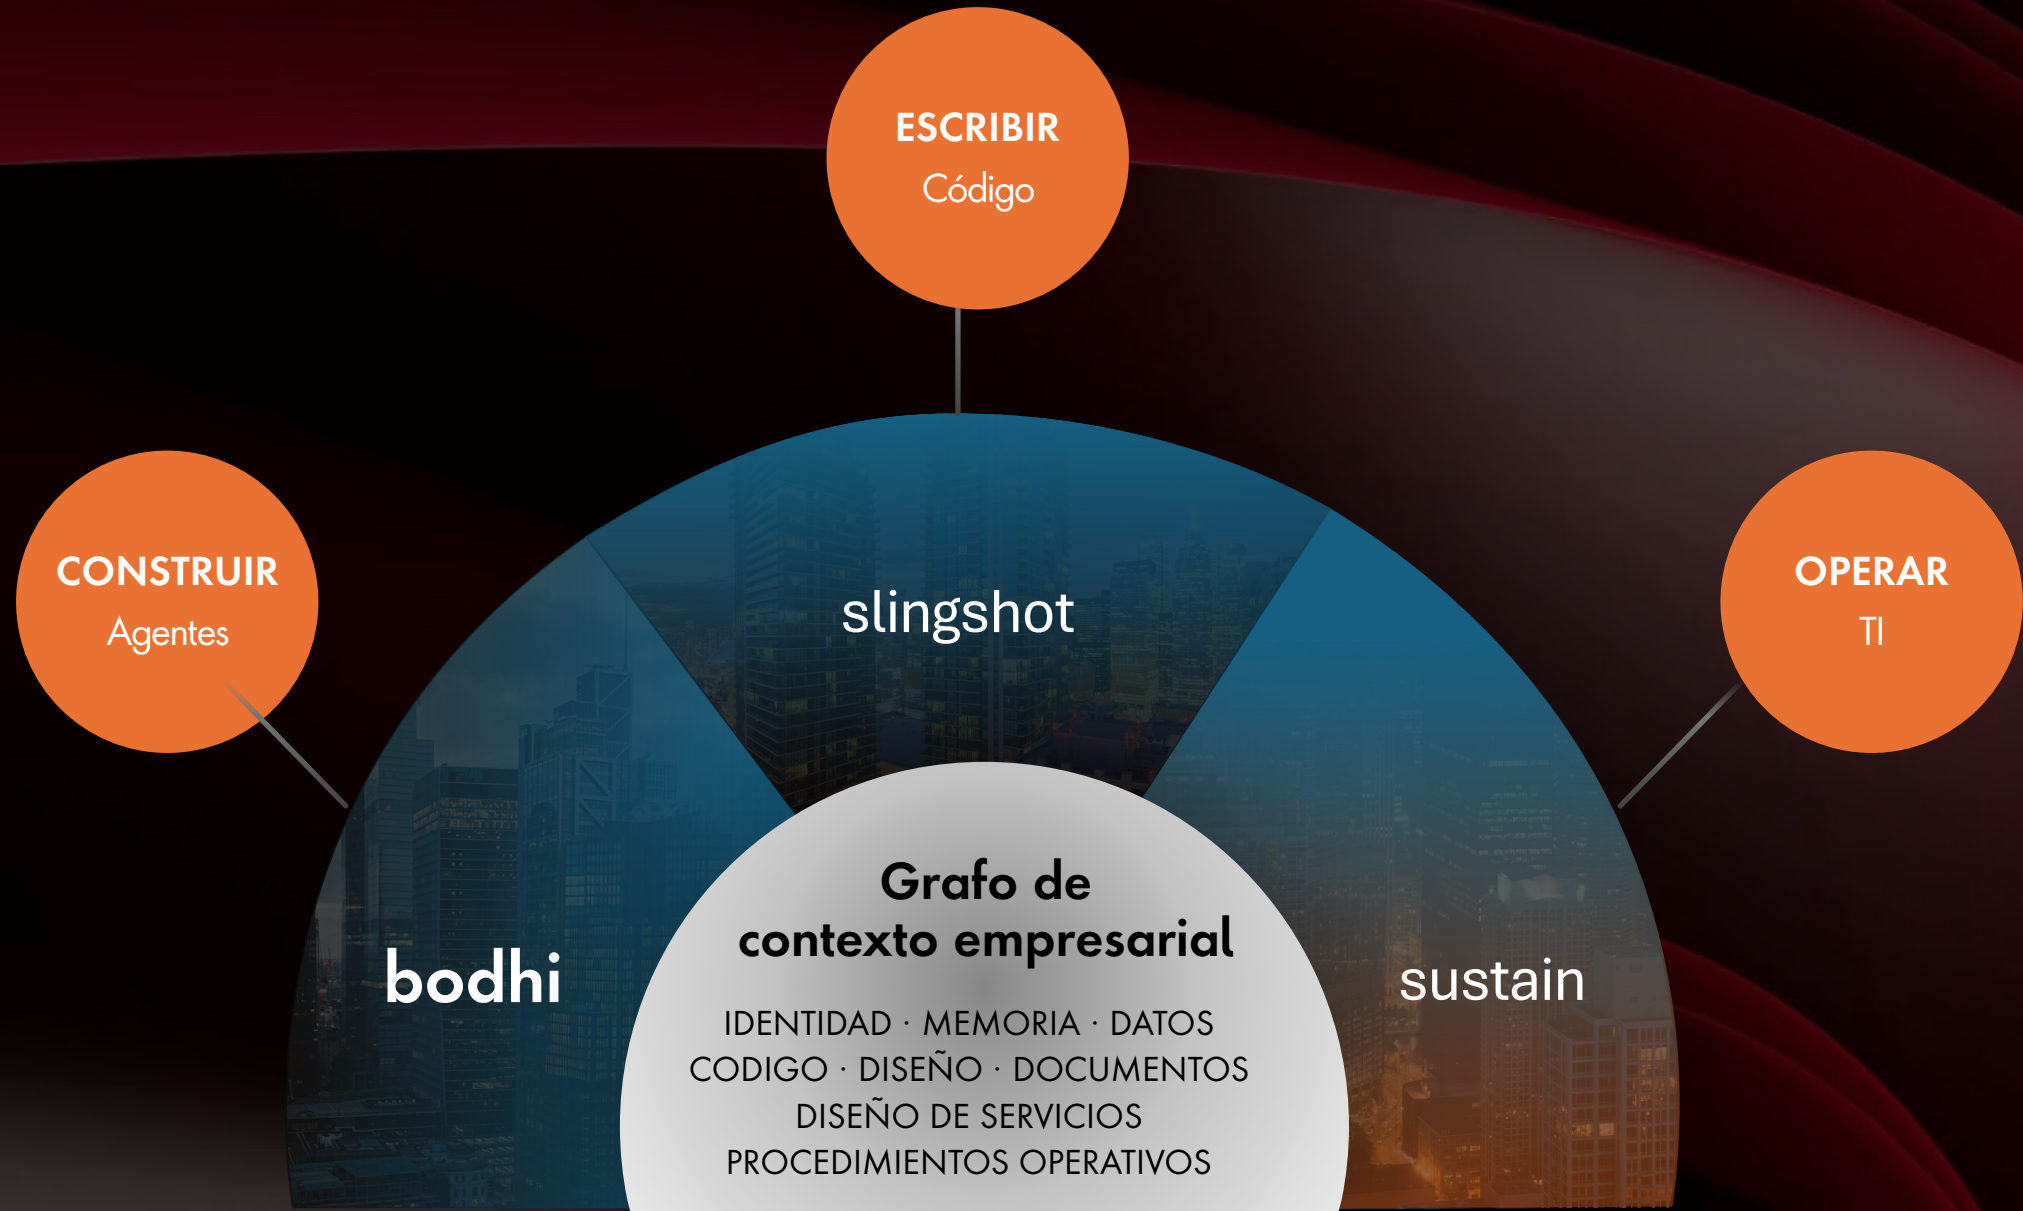 ESCRIBIR
Código
CONSTRUIR
Agentes
OPERAR
TI
slingshot
bodhi
sustain
Grafo de
contexto empresarial
IDENTIDAD · MEMORIA · DATOS
CODIGO · DISEÑO · DOCUMENTOS
DISEÑO DE SERVICIOS
PROCEDIMIENTOS OPERATIVOS